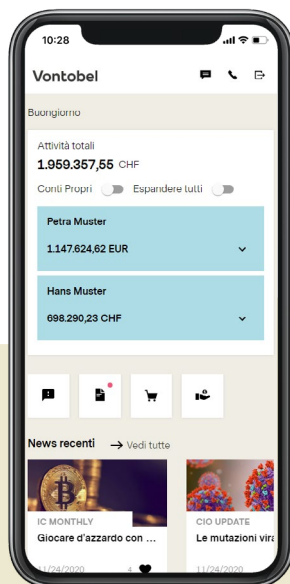 10:28
Vontobel
Buongiorno
Attività totali
1.959.357,55 CHF
Conti Propri Espandere tutti
Petra Muster
1.147.624,62 EUR
Hans Muster
698.290,23 CHF
News recenti → Vedi tutte
IC MONTHLY
Giocare d'azzardo con ...
11/24/2020 4
CIO UPDATE
Le mutazioni vira
11/24/2020